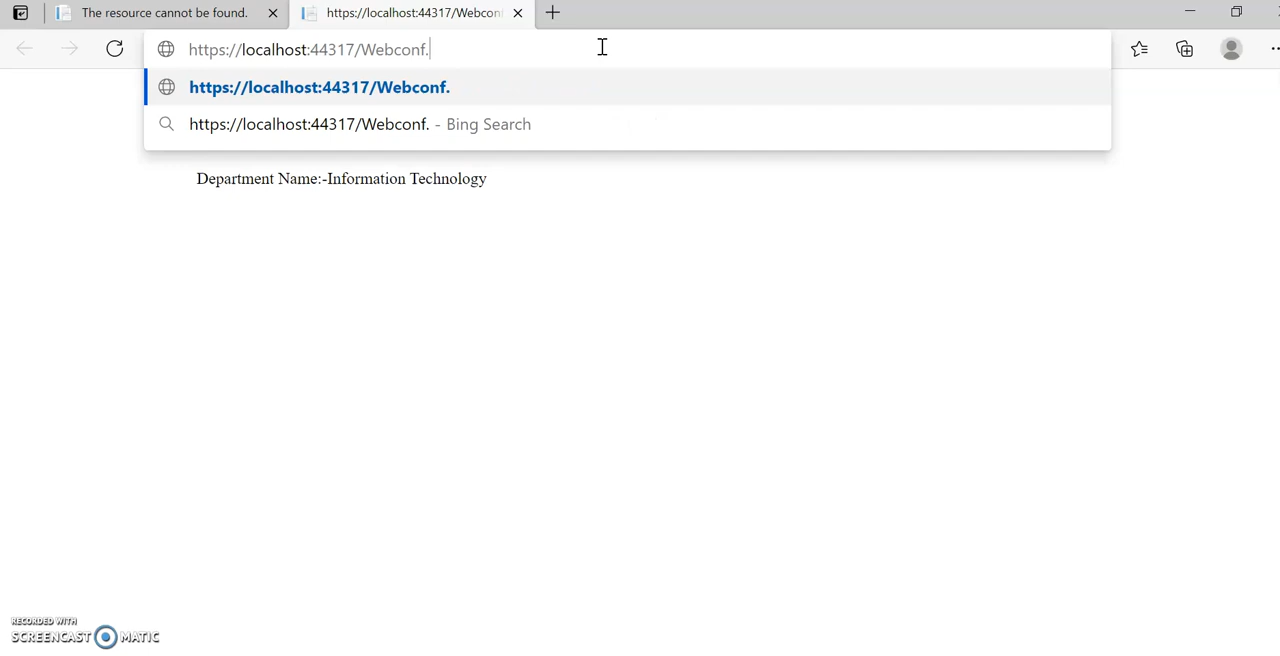 The resource cannot be found.
https://localhost:44317/Webconf
https://localhost:44317/Webconf.
https://localhost:44317/Webconf.
https://localhost:44317/Webconf. - Bing Search
Department Name:-Information Technology
RECORDED WITH
SCREENCAST MATIC